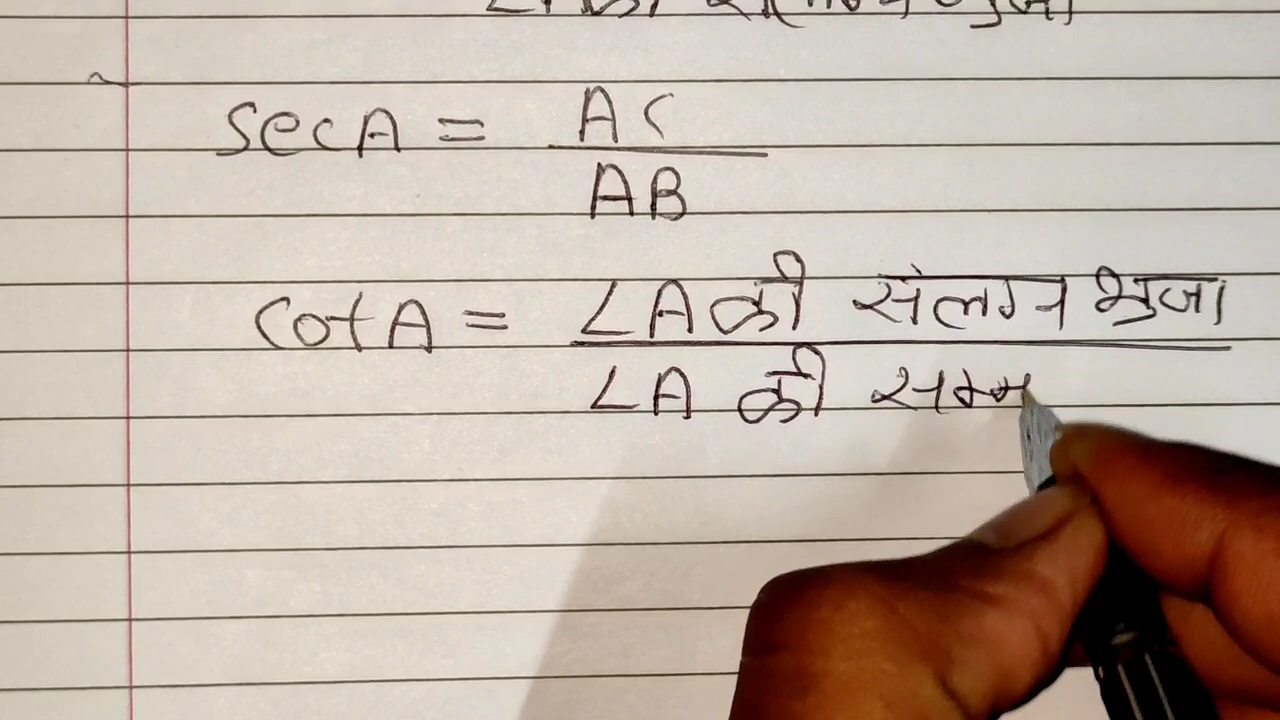 secA = AC
AB
cotA = ∠A की संलग्न भुजा
∠A की सम्म